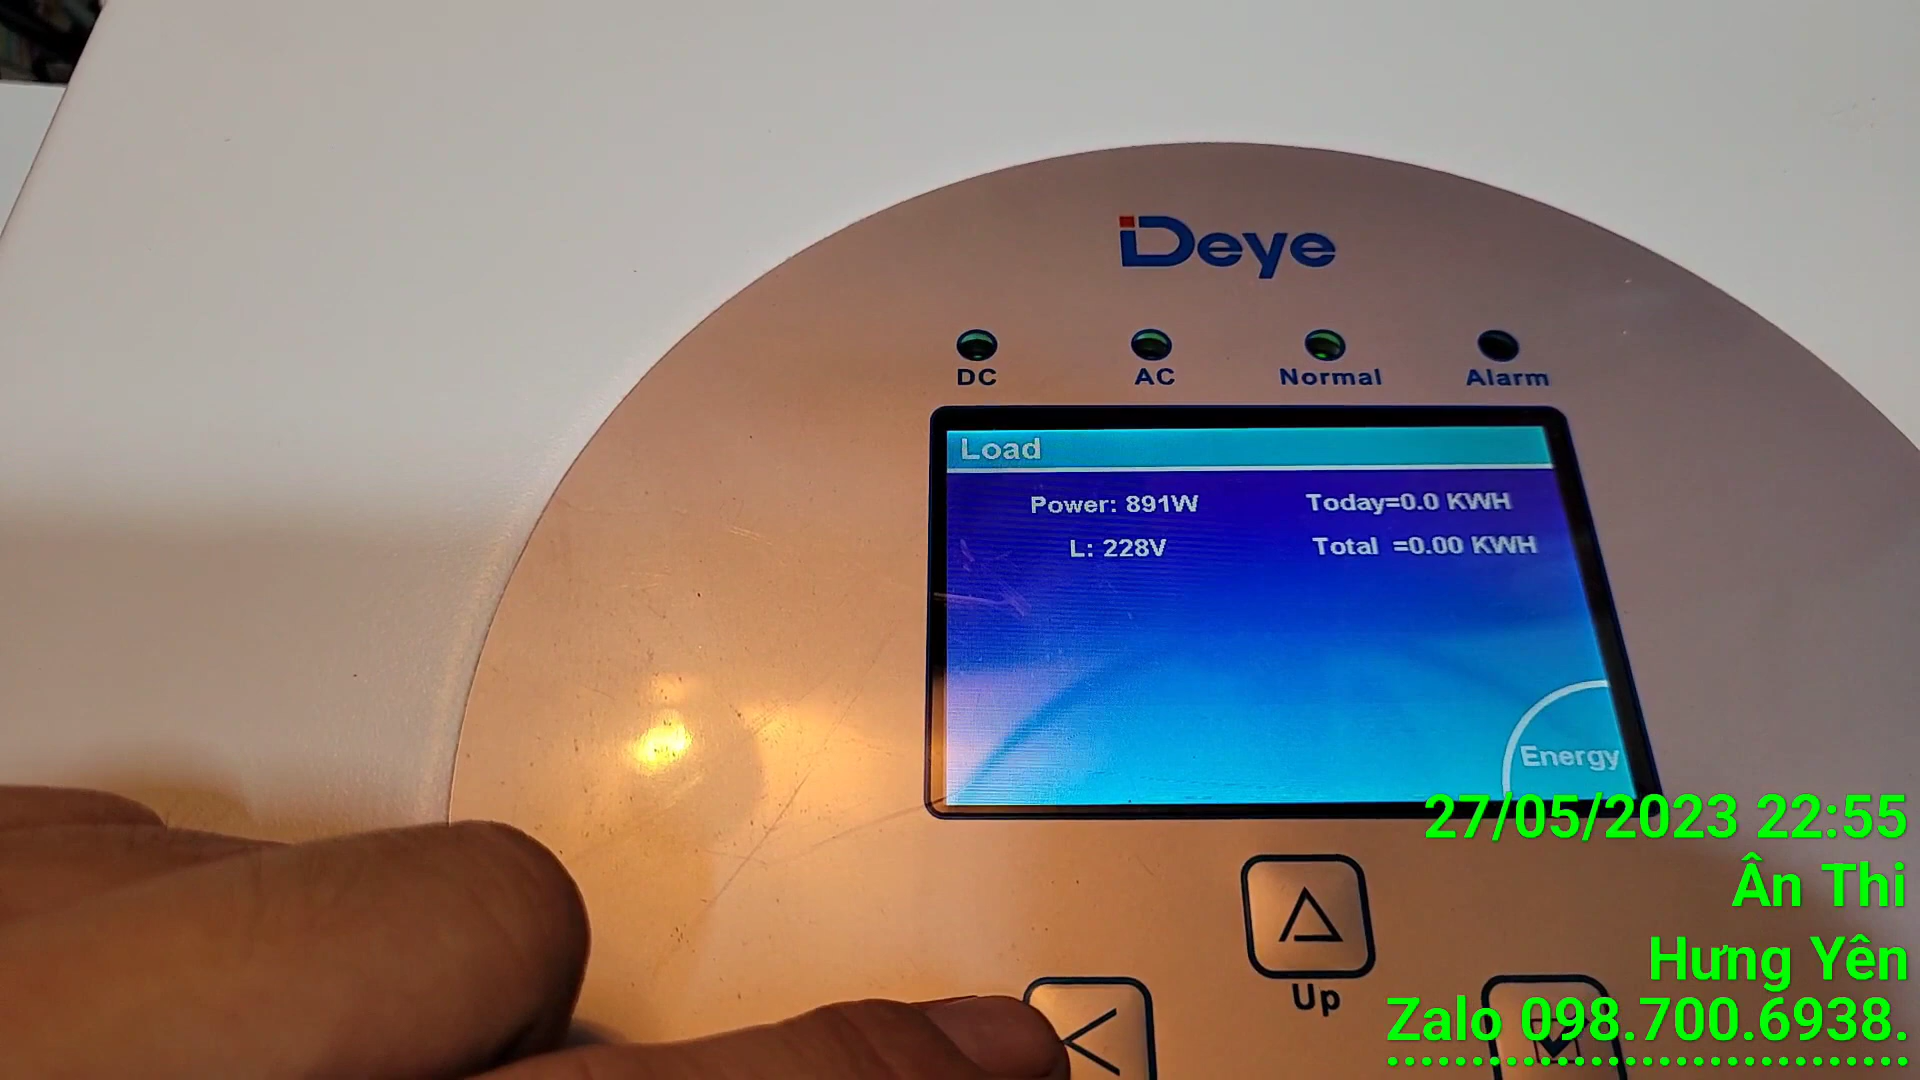 Deye
DC AC Normal Alarm
Load
Power: 891W Today=0.0 KWH
L: 228V Total =0.00 KWH
Energy
Up
27/05/2023 22:55
Ân Thi
Hưng Yên
Zalo 098.700.6938.